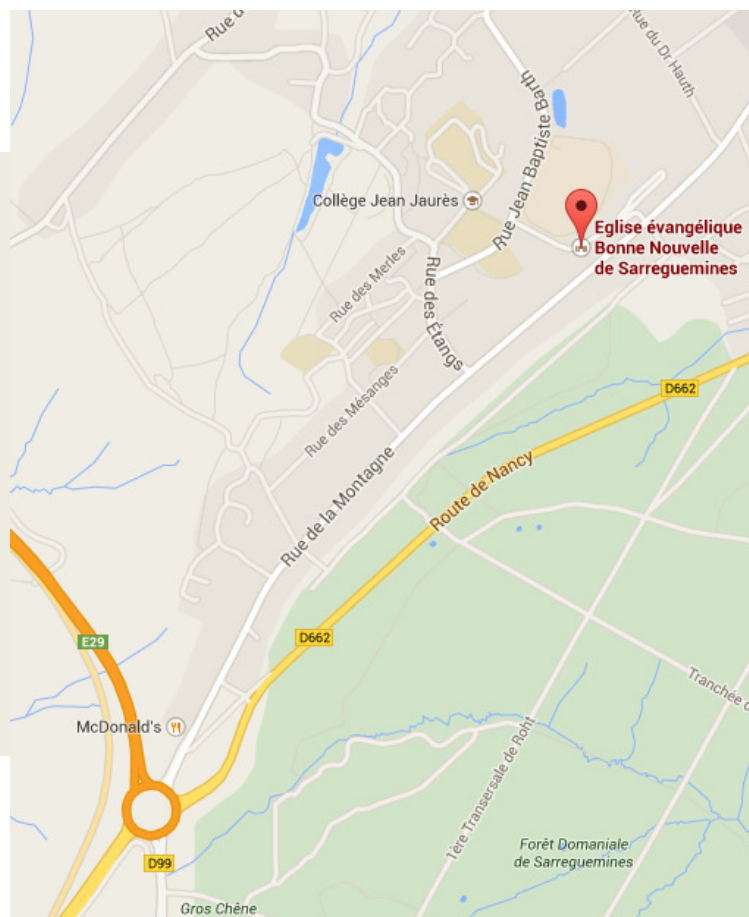 Rue d
Rue du Dr Hauth
Rue Jean Baptiste Barth
Collège Jean Jaurès
Eglise évangélique
Bonne Nouvelle
de Sarreguemines
Rue des Merles
Rue des Étangs
D662
Rue des Mésanges
Route de Nancy
Rue de la Montagne
E29
D662
Tranchée d
McDonald's
1ère Transersale de Roht
Forêt Domaniale
de Sarreguemines
D99
Gros Chêne